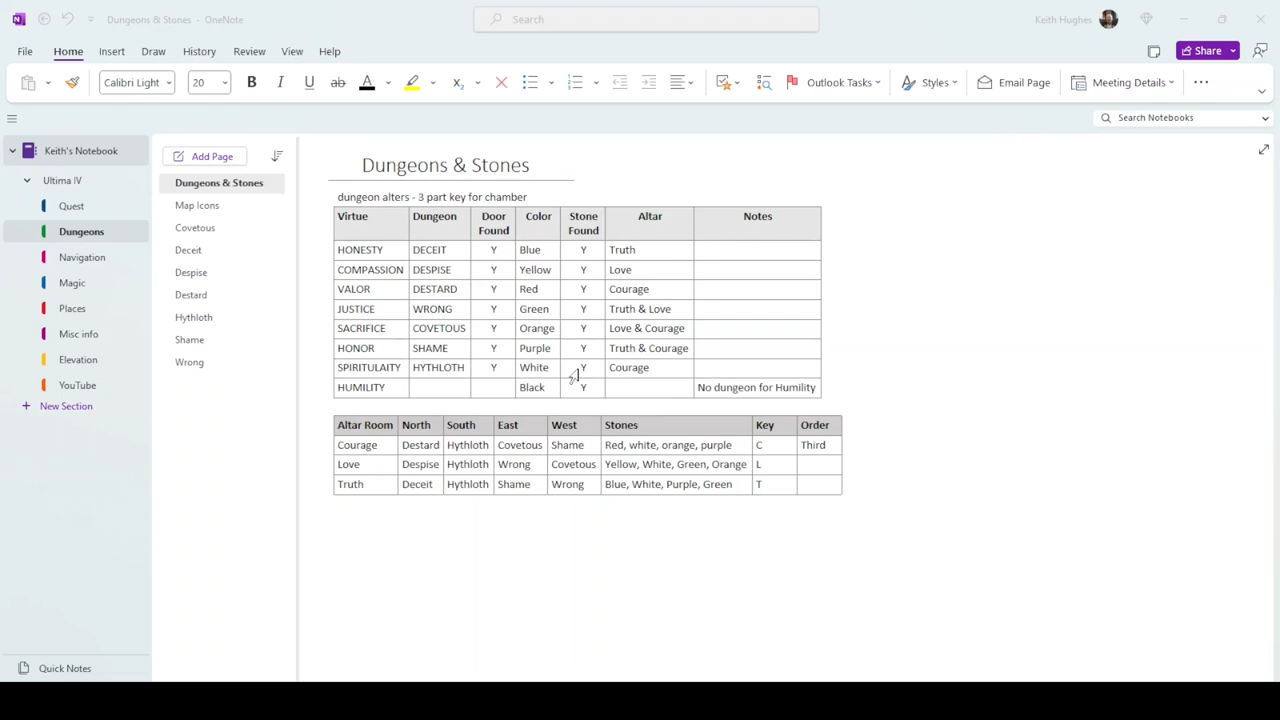 Dungeons & Stones - OneNote
Search
Keith Hughes
File Home Insert Draw History Review View Help
Share
Calibri Light 20 B I U ab A x₂ Outlook Tasks Styles Email Page Meeting Details
Search Notebooks
Keith's Notebook
Ultima IV
Quest
Dungeons
Navigation
Magic
Places
Misc info
Elevation
YouTube
New Section
Quick Notes
Add Page
Dungeons & Stones
Map Icons
Covetous
Deceit
Despise
Destard
Hythloth
Shame
Wrong
Dungeons & Stones
dungeon alters - 3 part key for chamber
Virtue Dungeon Door Found Color Stone Found Altar Notes
HONESTY DECEIT Y Blue Y Truth
COMPASSION DESPISE Y Yellow Y Love
VALOR DESTARD Y Red Y Courage
JUSTICE WRONG Y Green Y Truth & Love
SACRIFICE COVETOUS Y Orange Y Love & Courage
HONOR SHAME Y Purple Y Truth & Courage
SPIRITULAITY HYTHLOTH Y White Y Courage
HUMILITY Black Y No dungeon for Humility
Altar Room North South East West Stones Key Order
Courage Destard Hythloth Covetous Shame Red, white, orange, purple C Third
Love Despise Hythloth Wrong Covetous Yellow, White, Green, Orange L
Truth Deceit Hythloth Shame Wrong Blue, White, Purple, Green T